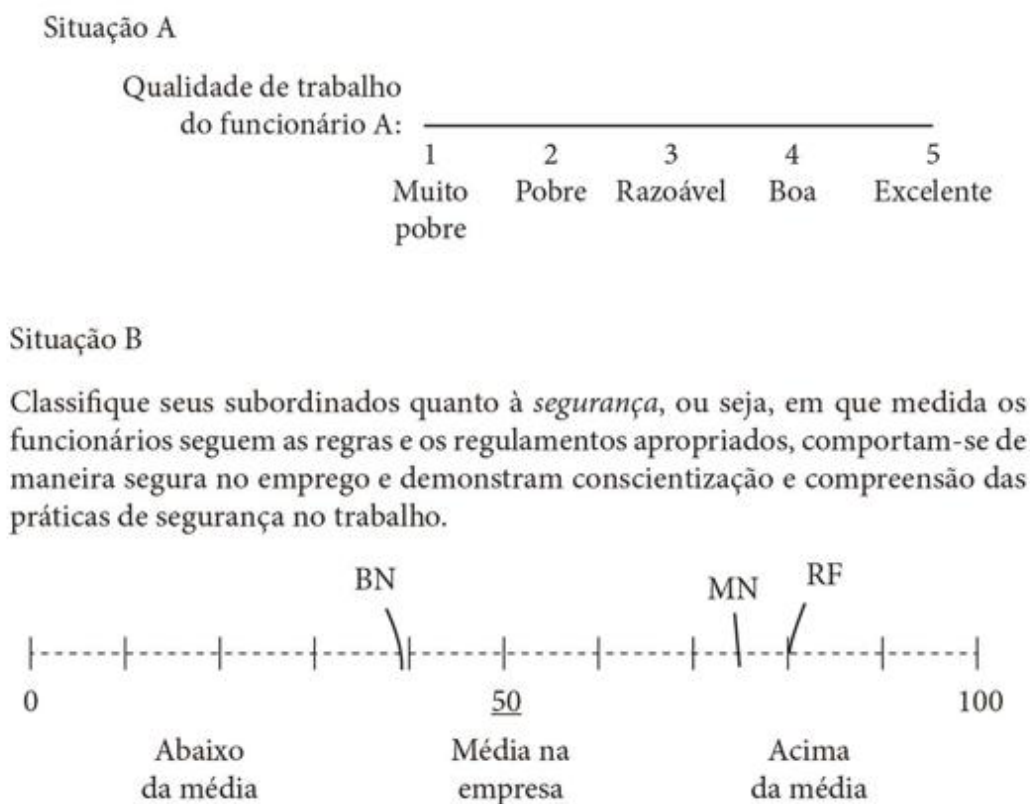 Situação A
Qualidade de trabalho
do funcionário A:
1 2 3 4 5
Muito Pobre Razoável Boa Excelente
pobre
Situação B
Classifique seus subordinados quanto à segurança, ou seja, em que medida os
funcionários seguem as regras e os regulamentos apropriados, comportam-se de
maneira segura no emprego e demonstram conscientização e compreensão das
práticas de segurança no trabalho.
BN MN RF
0 50 100
Abaixo Média na Acima
da média empresa da média